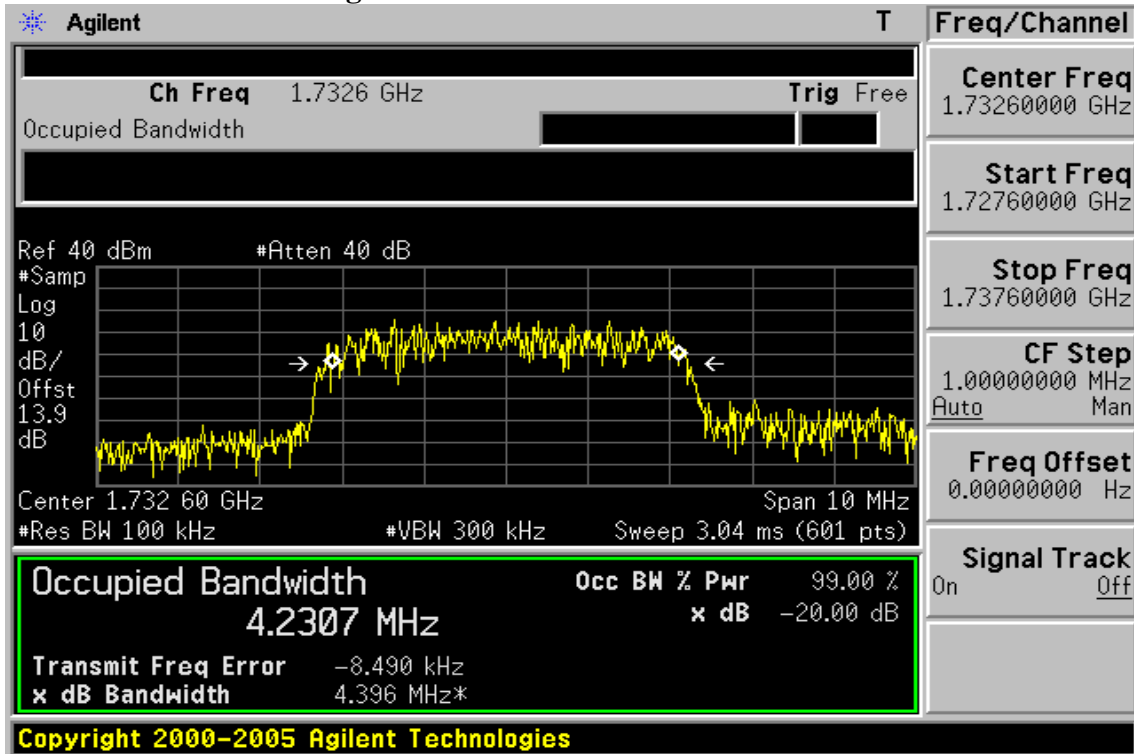 Agilent T Freq/Channel
Ch Freq 1.7326 GHz Trig Free
Occupied Bandwidth
Center Freq
1.73260000 GHz
Start Freq
1.72760000 GHz
Stop Freq
1.73760000 GHz
CF Step
1.00000000 MHz
Auto Man
Freq Offset
0.00000000 Hz
Signal Track
On Off
Ref 40 dBm #Atten 40 dB
#Samp
Log
10
dB/
Offst
13.9
dB
Center 1.732 60 GHz Span 10 MHz
#Res BW 100 kHz #VBW 300 kHz Sweep 3.04 ms (601 pts)
Occupied Bandwidth Occ BW % Pwr 99.00 %
4.2307 MHz x dB -20.00 dB
Transmit Freq Error -8.490 kHz
x dB Bandwidth 4.396 MHz*
Copyright 2000-2005 Agilent Technologies